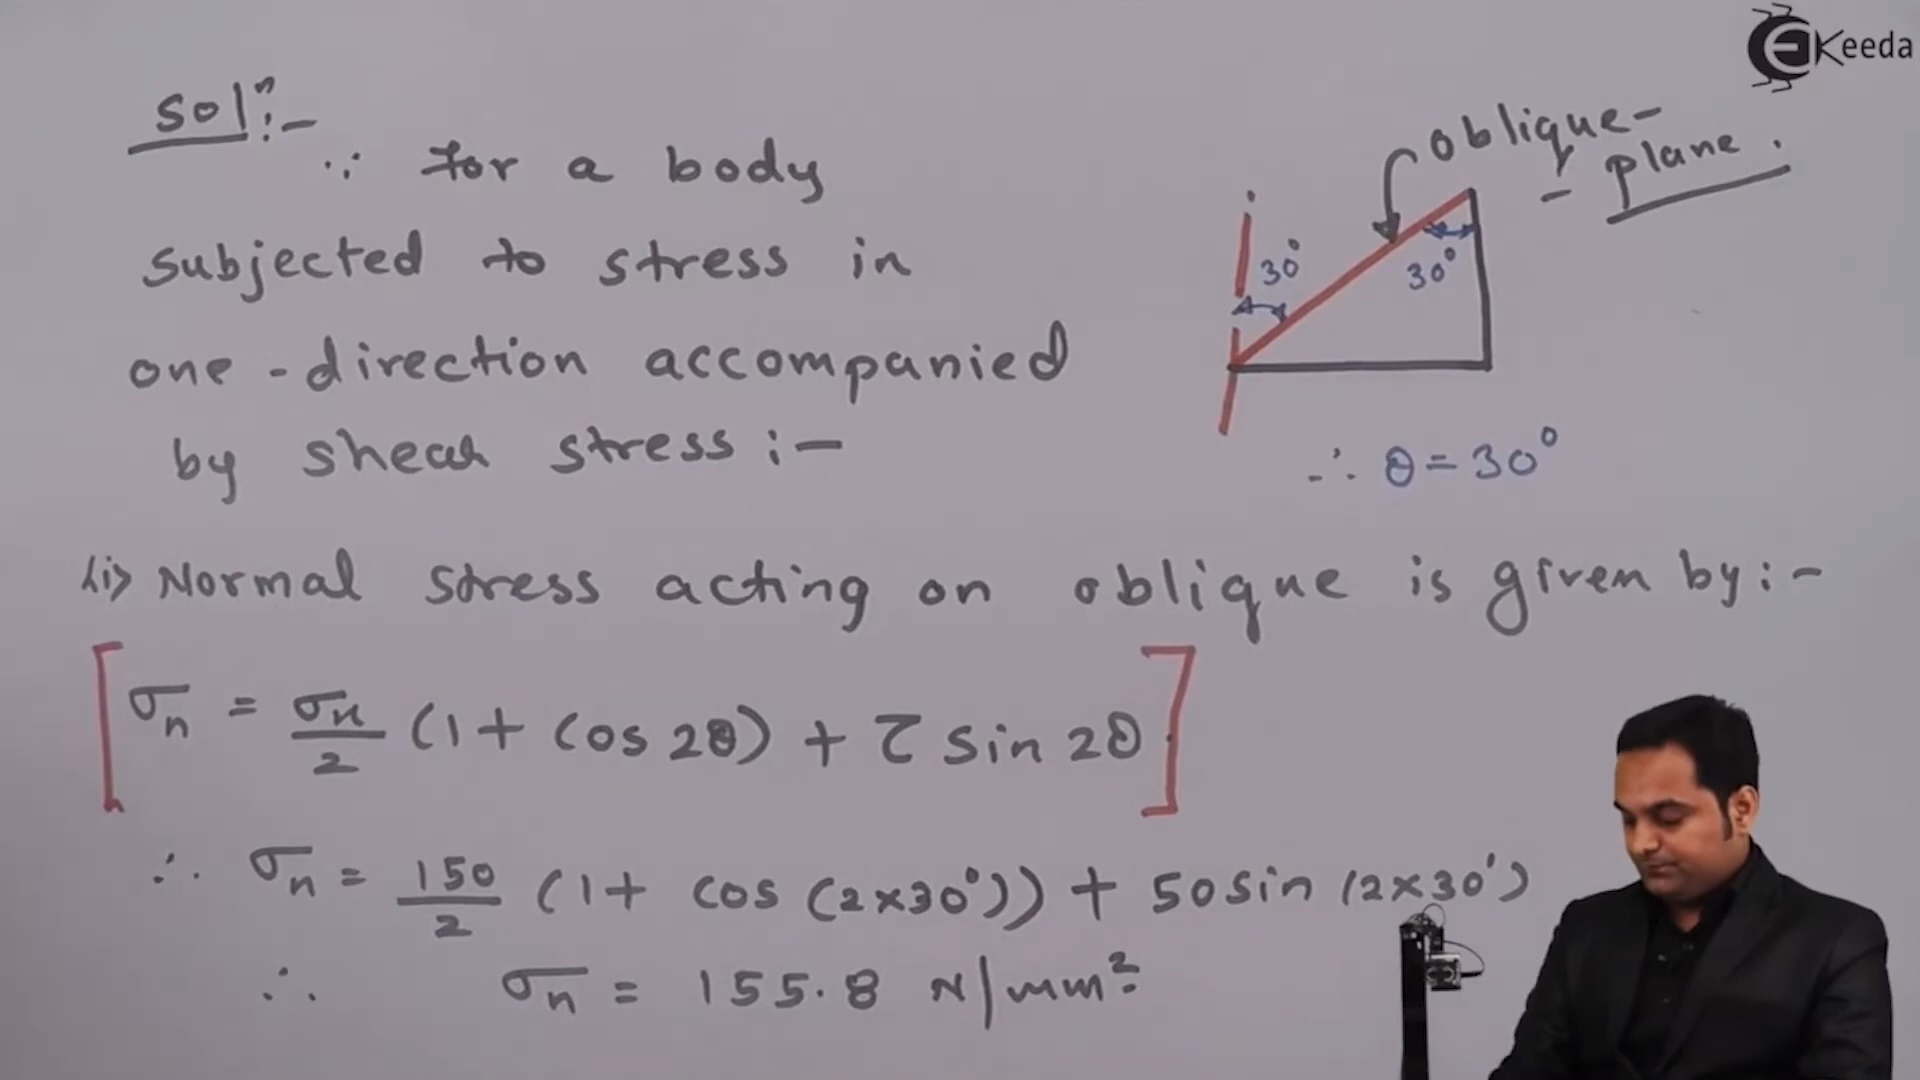 Ekeeda
solⁿ:-
∵ for a body
subjected to stress in
one-direction accompanied
by shear stress :-
oblique-
- plane.
30°
30°
∴ θ = 30°
(i) Normal stress acting on oblique is given by :-
[σn = σx/2 (1 + cos 2θ) + τ sin 2θ]
∴ σn = 150/2 (1 + cos (2×30°)) + 50 sin (2×30°)
∴ σn = 155.8 N/mm²